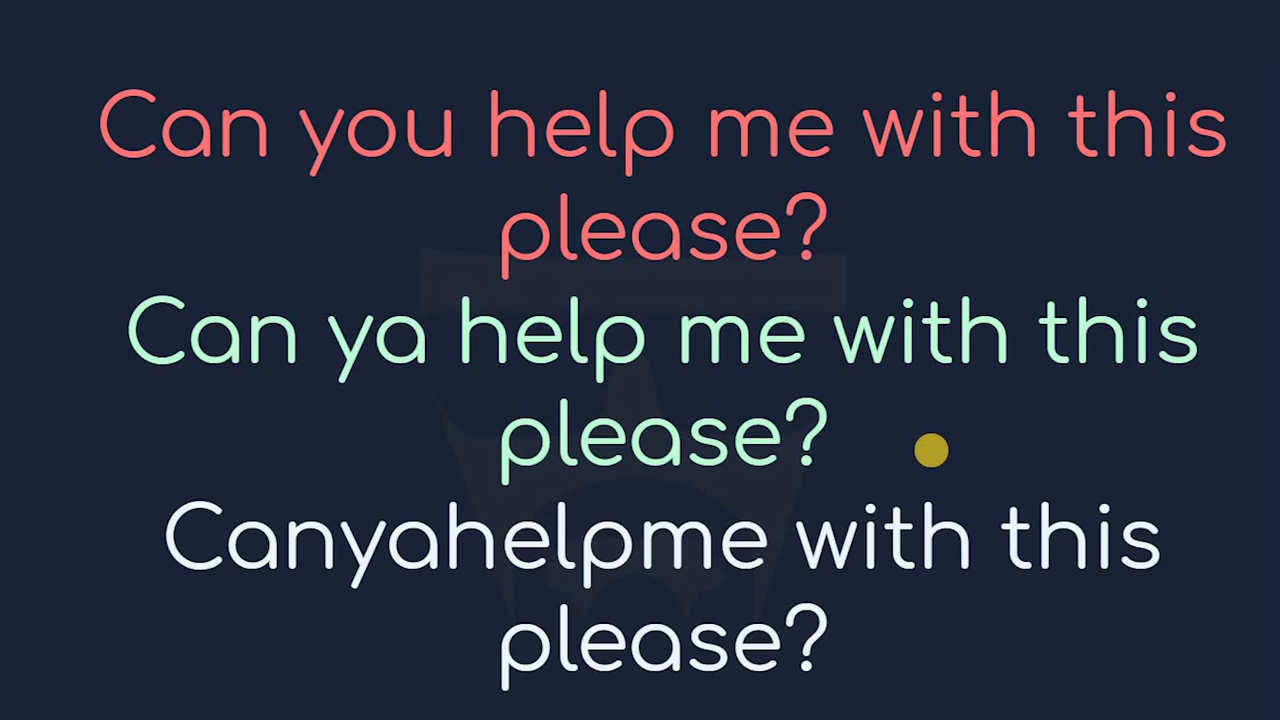 Can you help me with this
please?
Can ya help me with this
please?
Canyahelpme with this
please?